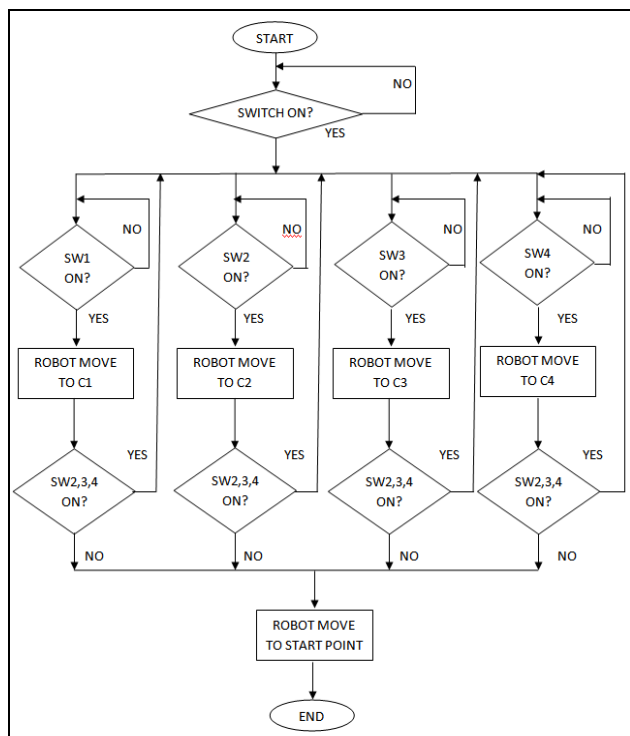 START
SWITCH ON?
NO
YES
SW1
ON?
NO
SW2
ON?
NO
SW3
ON?
NO
SW4
ON?
NO
YES
YES
YES
YES
ROBOT MOVE
TO C1
ROBOT MOVE
TO C2
ROBOT MOVE
TO C3
ROBOT MOVE
TO C4
SW2,3,4
ON?
YES
SW2,3,4
ON?
YES
SW2,3,4
ON?
YES
SW2,3,4
ON?
YES
NO
NO
NO
NO
ROBOT MOVE
TO START POINT
END